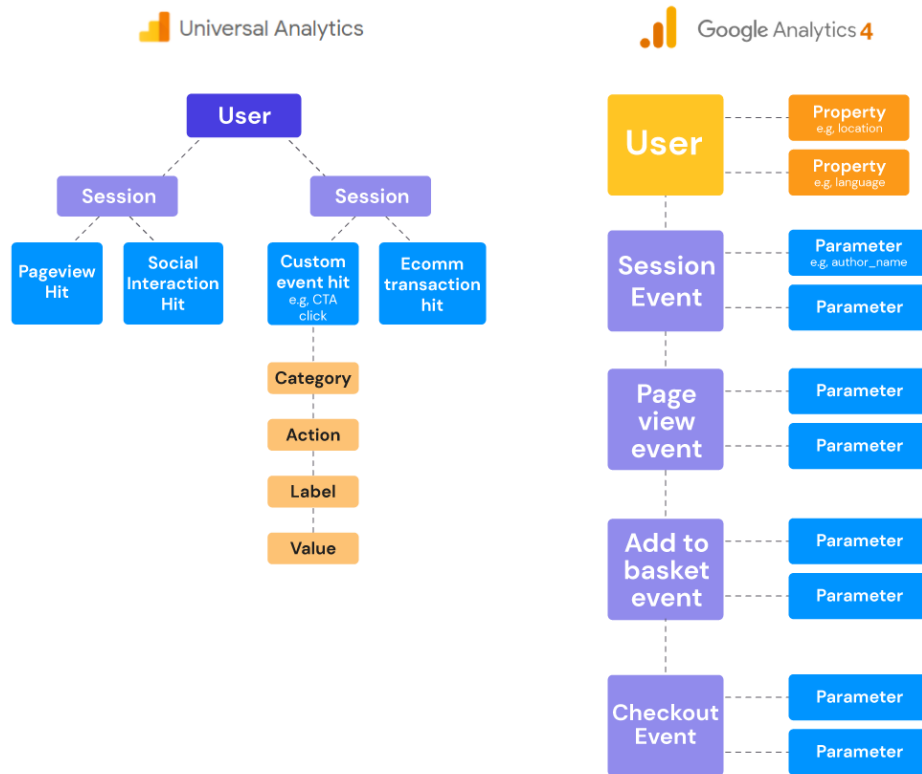 Universal Analytics
User
Session
Session
Pageview
Hit
Social
Interaction
Hit
Custom
event hit
e.g, CTA
click
Ecomm
transaction
hit
Category
Action
Label
Value
Google Analytics 4
User
Property
e.g, location
Property
e.g, language
Session
Event
Parameter
e.g, author_name
Parameter
Page
view
event
Parameter
Parameter
Add to
basket
event
Parameter
Parameter
Checkout
Event
Parameter
Parameter